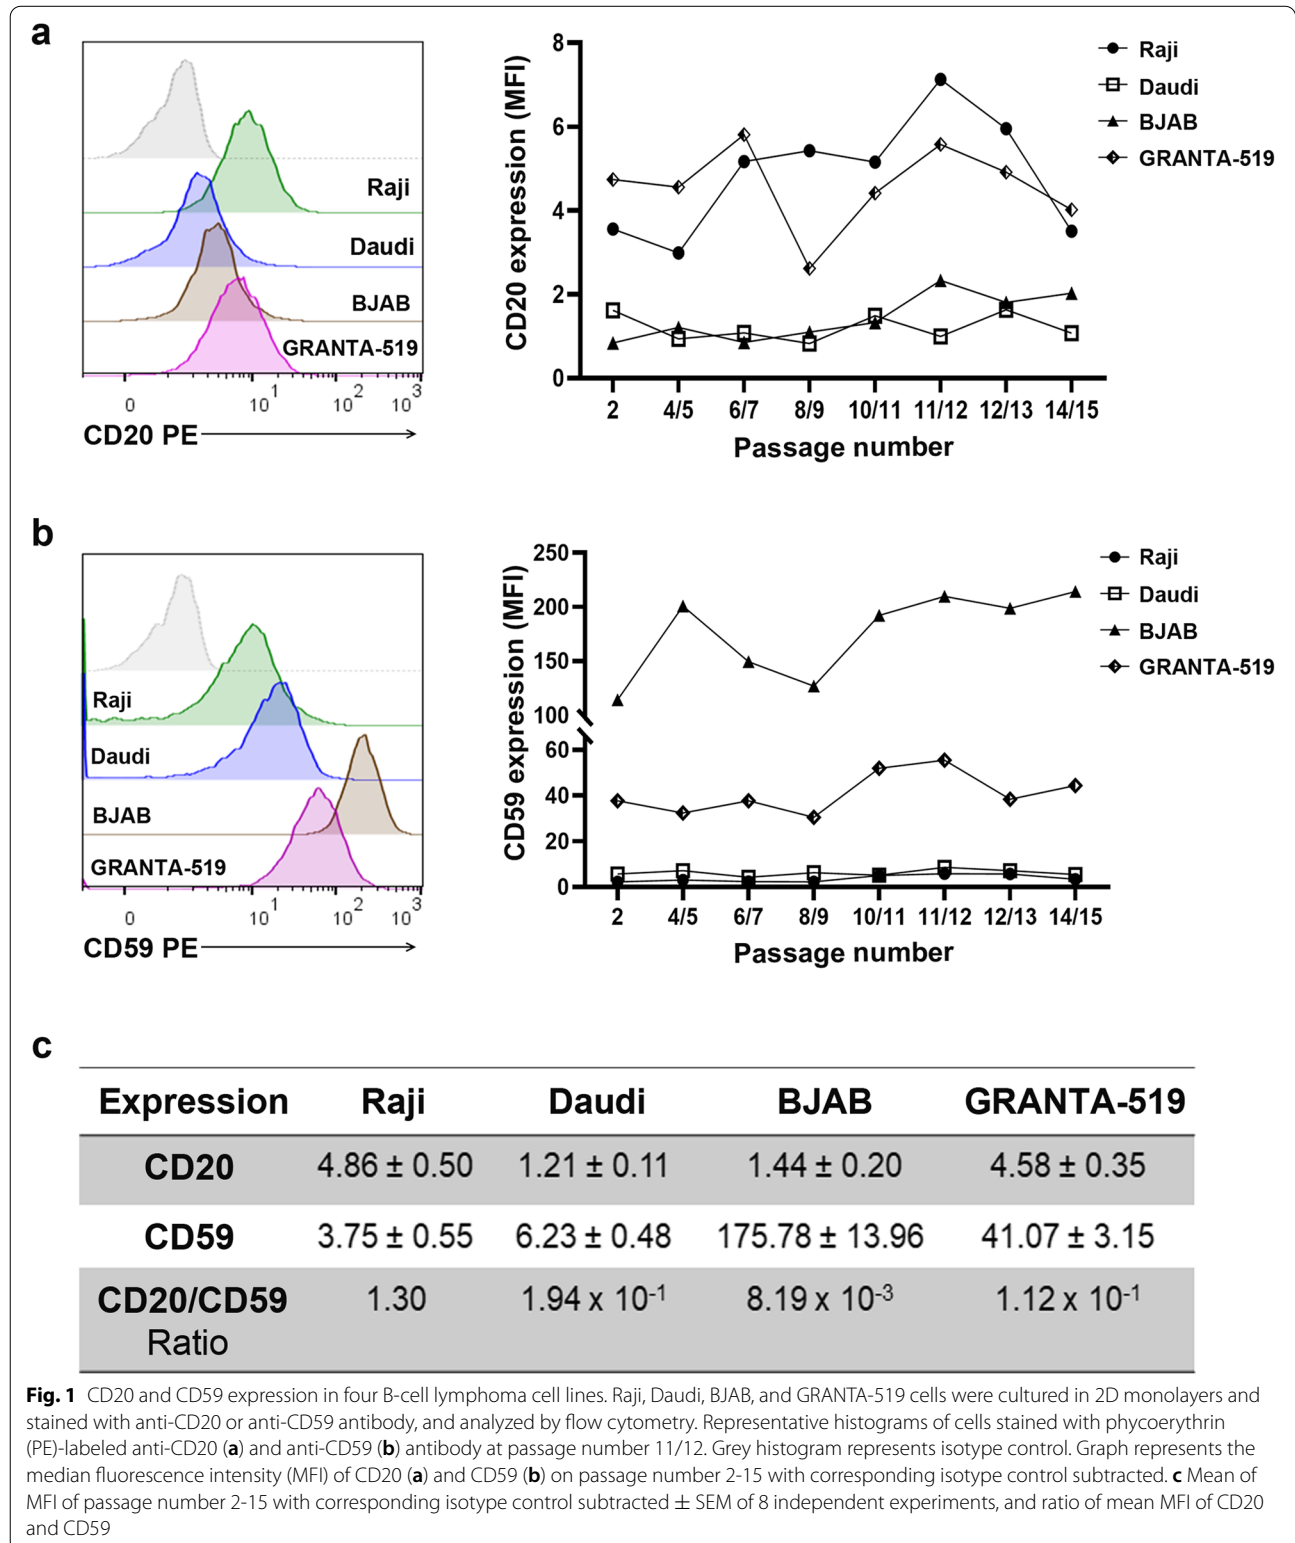 a
Raji
Daudi
BJAB
GRANTA-519
0 10¹ 10² 10³
CD20 PE
CD20 expression (MFI)
8
6
4
2
0
2 4/5 6/7 8/9 10/11 11/12 12/13 14/15
Passage number
Raji
Daudi
BJAB
GRANTA-519
b
Raji
Daudi
BJAB
GRANTA-519
0 10¹ 10² 10³
CD59 PE
CD59 expression (MFI)
250
200
150
100
60
40
20
0
2 4/5 6/7 8/9 10/11 11/12 12/13 14/15
Passage number
Raji
Daudi
BJAB
GRANTA-519
c
Expression Raji Daudi BJAB GRANTA-519
CD20 4.86 ± 0.50 1.21 ± 0.11 1.44 ± 0.20 4.58 ± 0.35
CD59 3.75 ± 0.55 6.23 ± 0.48 175.78 ± 13.96 41.07 ± 3.15
CD20/CD59 1.30 1.94 x 10⁻¹ 8.19 x 10⁻³ 1.12 x 10⁻¹
Ratio
Fig. 1 CD20 and CD59 expression in four B-cell lymphoma cell lines. Raji, Daudi, BJAB, and GRANTA-519 cells were cultured in 2D monolayers and
stained with anti-CD20 or anti-CD59 antibody, and analyzed by flow cytometry. Representative histograms of cells stained with phycoerythrin
(PE)-labeled anti-CD20 (a) and anti-CD59 (b) antibody at passage number 11/12. Grey histogram represents isotype control. Graph represents the
median fluorescence intensity (MFI) of CD20 (a) and CD59 (b) on passage number 2-15 with corresponding isotype control subtracted. c Mean of
MFI of passage number 2-15 with corresponding isotype control subtracted ± SEM of 8 independent experiments, and ratio of mean MFI of CD20
and CD59